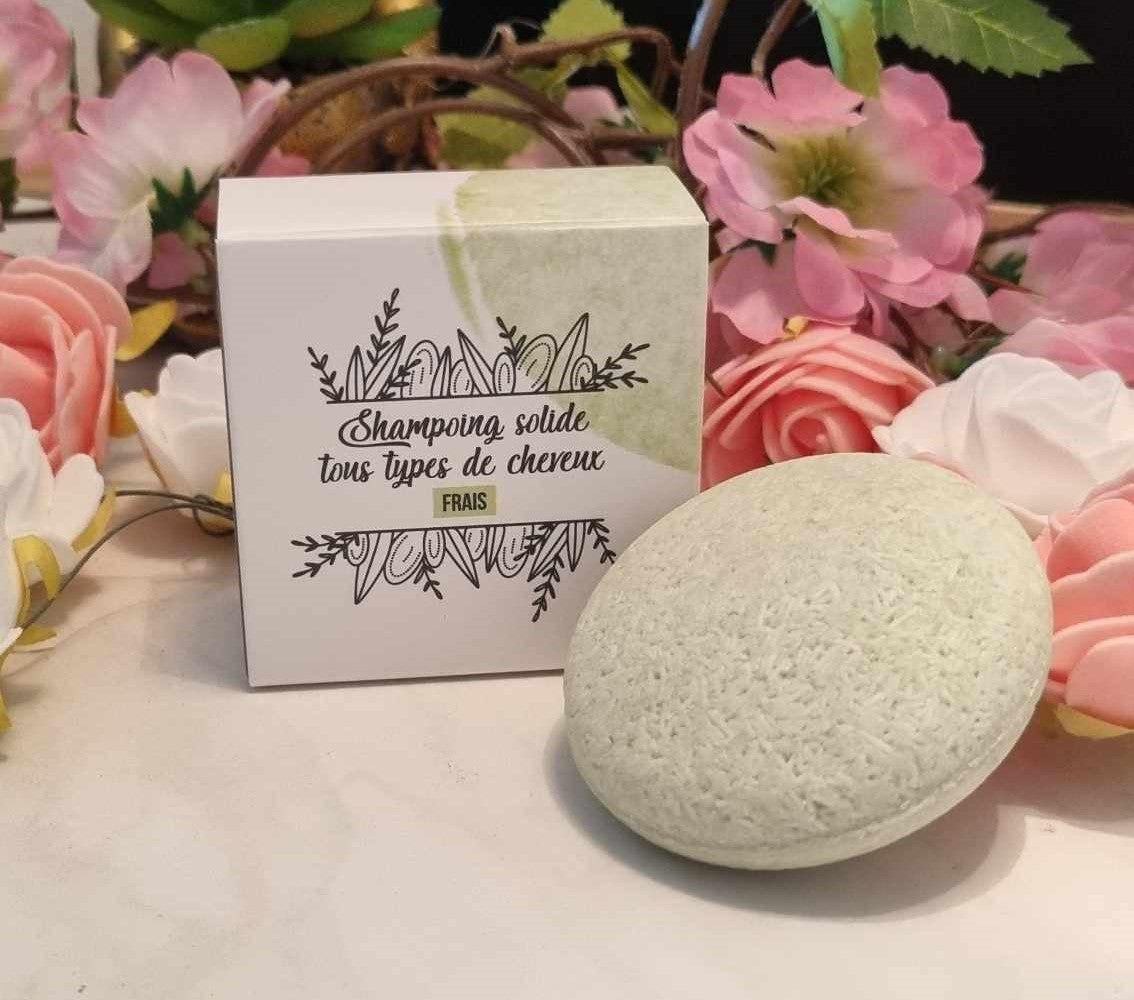 Shampoing solide
tous types de cheveux
FRAIS